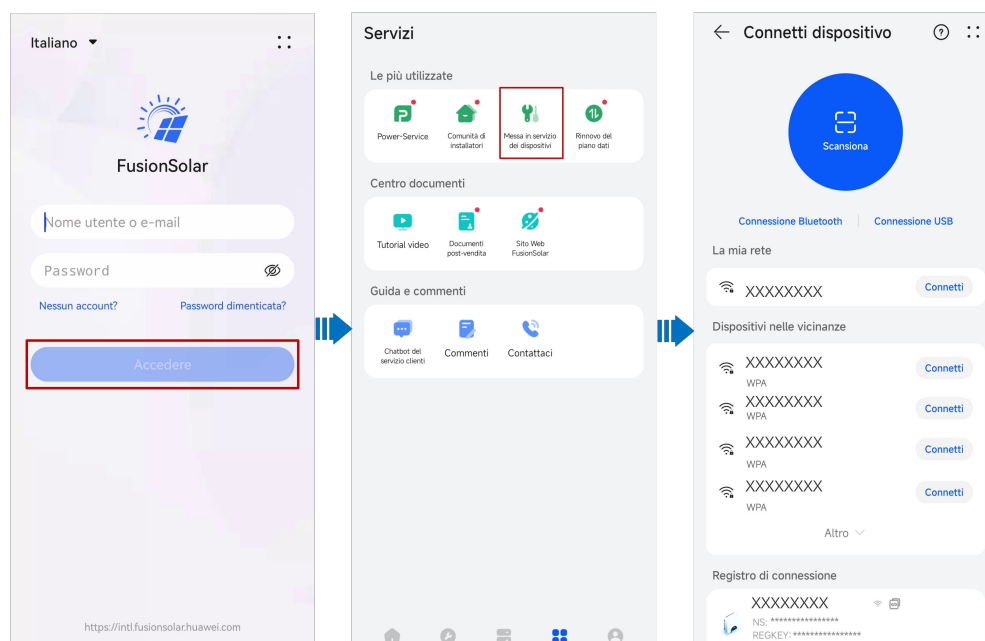 Italiano
FusionSolar
Nome utente o e-mail
Password
Nessun account? Password dimenticata?
Accedere
https://intl.fusionsolar.huawei.com
Servizi
Le più utilizzate
Power-Service
Comunità di
installatori
Messa in servizio
dei dispositivi
Rinnovo del
piano dati
Centro documenti
Tutorial video
Documenti
post-vendita
Sito Web
FusionSolar
Guida e commenti
Chatbot del
servizio clienti
Commenti
Contattaci
Connetti dispositivo
Scansiona
Connessione Bluetooth Connessione USB
La mia rete
XXXXXXXX Connetti
Dispositivi nelle vicinanze
XXXXXXXX Connetti
WPA
XXXXXXXX Connetti
WPA
XXXXXXXX Connetti
WPA
XXXXXXXX Connetti
WPA
Altro
Registro di connessione
XXXXXXXX
NS: ****************
REGKEY: ****************